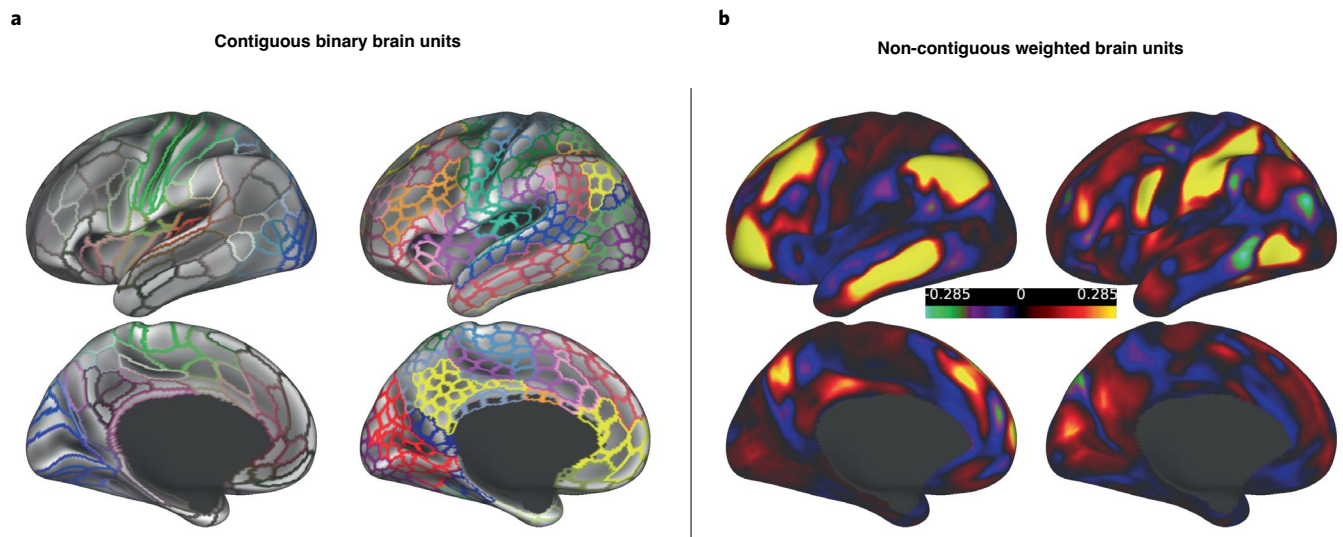 a
Contiguous binary brain units
b
Non-contiguous weighted brain units
-0.285 0 0.285